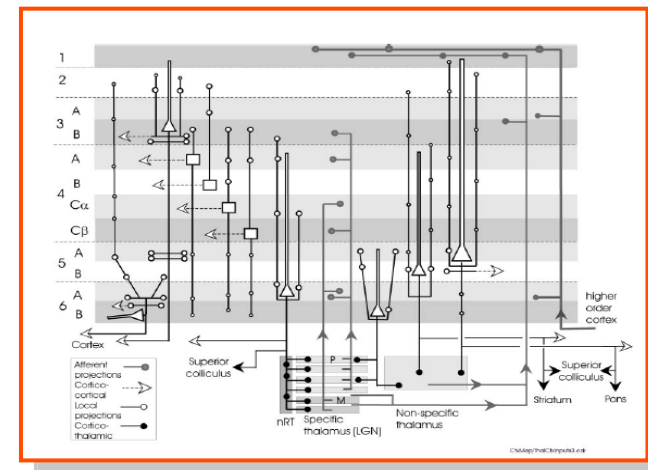 1
2
3
A
B
4
A
B
Cα
Cβ
5
A
B
6
A
B
Cortex
higher
order
cortex
Superior
colliculus
Superior
colliculus
Striatum
Pons
Afferent
projections
Cortico-
cortical
Local
projections
Cortico-
thalamic
P
M
nRT
Specific
thalamus (LGN)
Non-specific
thalamus